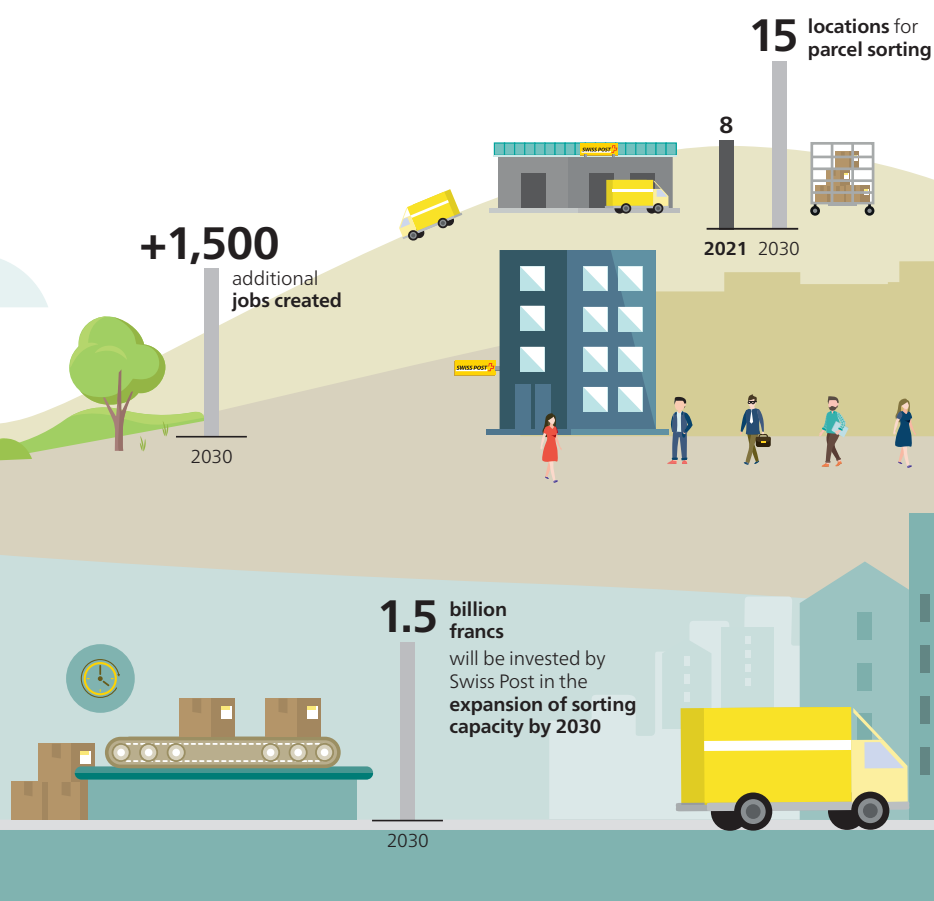 15 locations for
parcel sorting
SWISS POST
8
2021 2030
+1,500
additional
jobs created
SWISS POST
2030
1.5 billion
francs
will be invested by
Swiss Post in the
expansion of sorting
capacity by 2030
2030